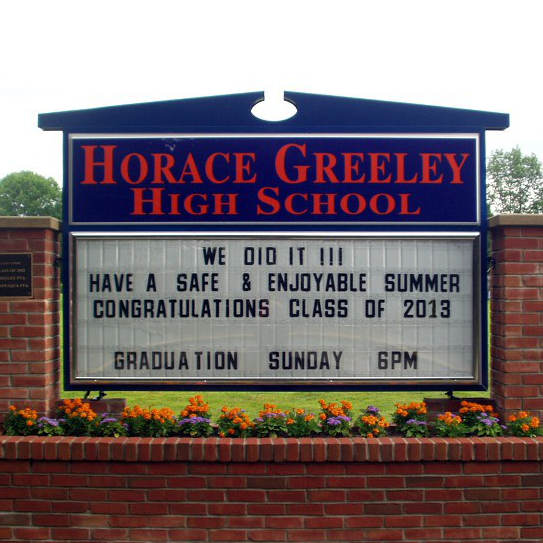 HORACE GREELEY
HIGH SCHOOL
WE DID IT !!!
HAVE A SAFE & ENJOYABLE SUMMER
CONGRATULATIONS CLASS OF 2013
GRADUATION SUNDAY 6PM